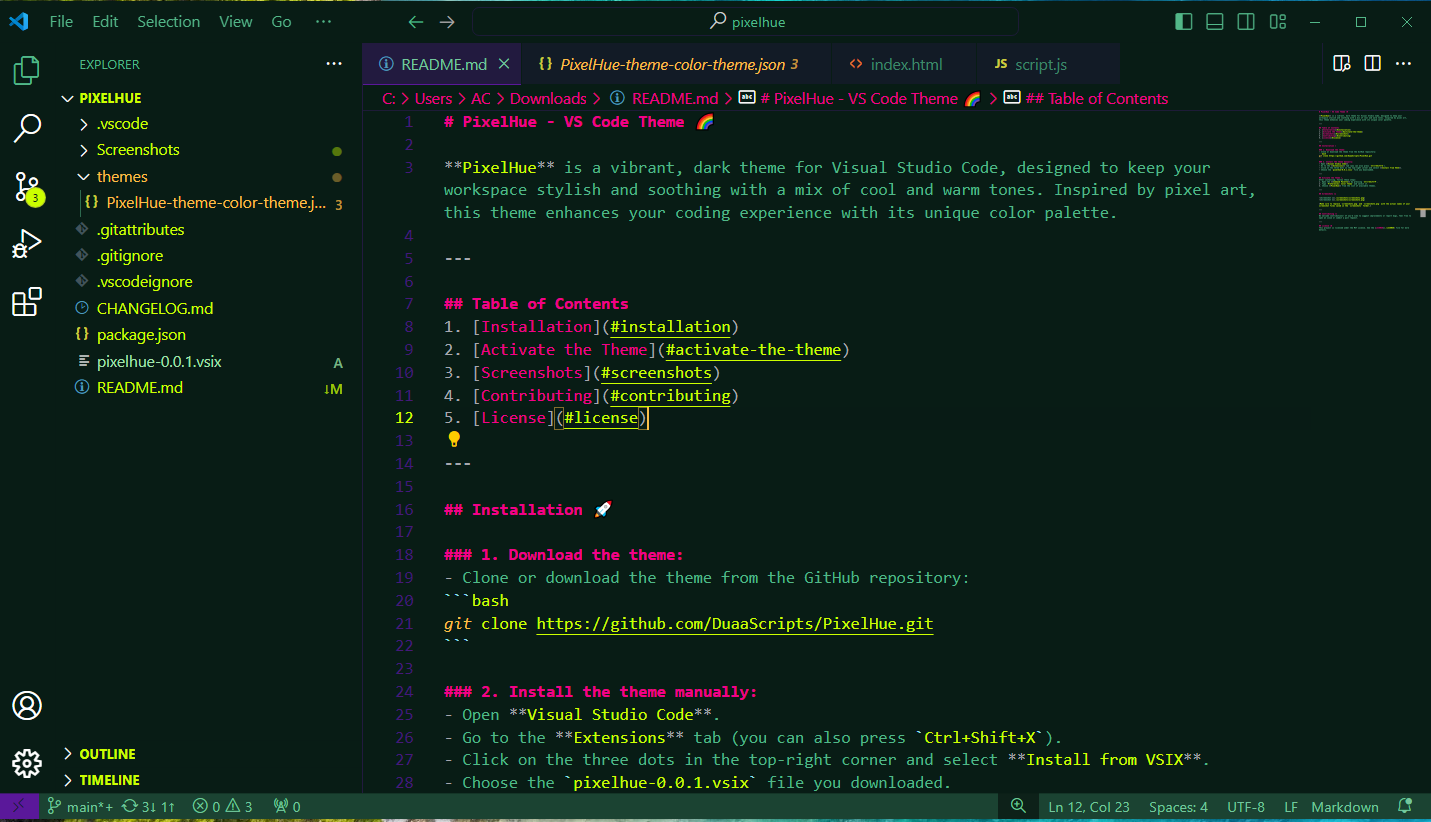 File Edit Selection View Go ··· pixelhue
EXPLORER ···
PIXELHUE
.vscode
Screenshots
themes
{} PixelHue-theme-color-theme.j... 3
.gitattributes
.gitignore
.vscodeignore
CHANGELOG.md
{} package.json
pixelhue-0.0.1.vsix A
README.md ↓M
OUTLINE
TIMELINE
3
README.md {} PixelHue-theme-color-theme.json 3 <> index.html JS script.js
C: > Users > AC > Downloads > README.md > abc # PixelHue - VS Code Theme 🌈 > abc ## Table of Contents
1 # PixelHue - VS Code Theme 🌈
2
3 **PixelHue** is a vibrant, dark theme for Visual Studio Code, designed to keep your
workspace stylish and soothing with a mix of cool and warm tones. Inspired by pixel art,
this theme enhances your coding experience with its unique color palette.
4
5 ---
6
7 ## Table of Contents
8 1. [Installation](#installation)
9 2. [Activate the Theme](#activate-the-theme)
10 3. [Screenshots](#screenshots)
11 4. [Contributing](#contributing)
12 5. [License](#license)
13
14 ---
15
16 ## Installation 🚀
17
18 ### 1. Download the theme:
19 - Clone or download the theme from the GitHub repository:
20 ```bash
21 git clone https://github.com/DuaaScripts/PixelHue.git
22 ```
23
24 ### 2. Install the theme manually:
25 - Open **Visual Studio Code**.
26 - Go to the **Extensions** tab (you can also press `Ctrl+Shift+X`).
27 - Click on the three dots in the top-right corner and select **Install from VSIX**.
28 - Choose the `pixelhue-0.0.1.vsix` file you downloaded.
main*+ 3↓ 1↑ 0 3 0 Ln 12, Col 23 Spaces: 4 UTF-8 LF Markdown